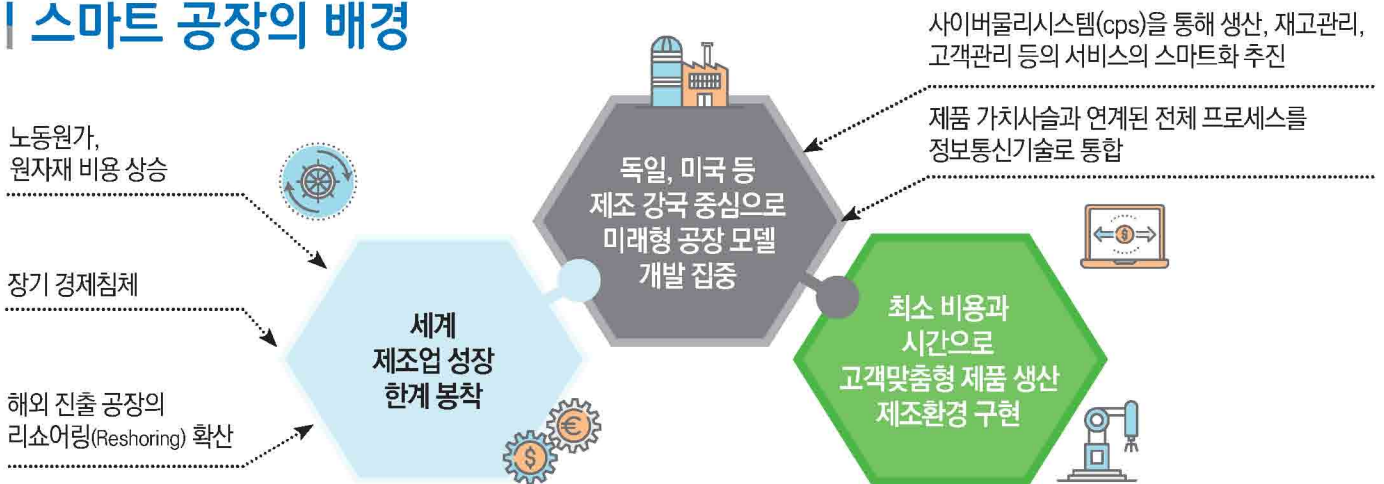 스마트 공장의 배경
노동원가,
원자재 비용 상승
장기 경제침체
해외 진출 공장의
리쇼어링(Reshoring) 확산
세계
제조업 성장
한계 봉착
독일, 미국 등
제조 강국 중심으로
미래형 공장 모델
개발 집중
사이버물리시스템(cps)을 통해 생산, 재고관리,
고객관리 등의 서비스의 스마트화 추진
제품 가치사슬과 연계된 전체 프로세스를
정보통신기술로 통합
최소 비용과
시간으로
고객맞춤형 제품 생산
제조환경 구현